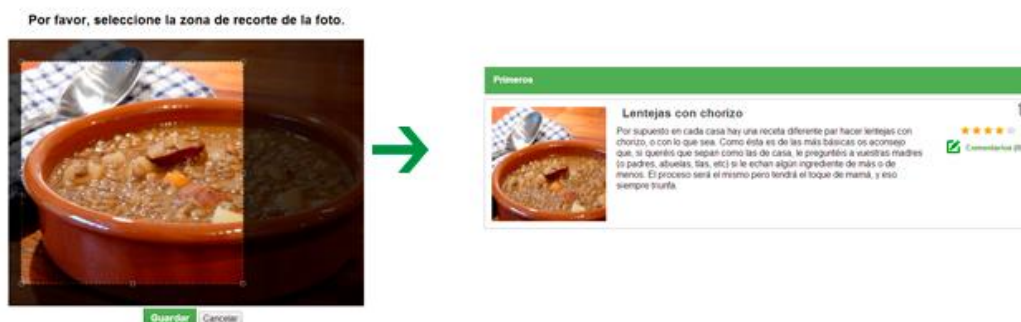 Por favor, seleccione la zona de recorte de la foto.
Guardar Cancelar
Primeros
Lentejas con chorizo
Por supuesto en cada casa hay una receta diferente par hacer lentejas con
chorizo, o con lo que sea. Como ésta es de las más básicas os aconsejo
que, si queréis que sepan como las de casa, le preguntéis a vuestras madres
(o padres, abuelas, tías, etc) si le echan algún ingrediente de más o de
menos. El proceso será el mismo pero tendrá el toque de mamá, y eso
siempre triunfa.
Comentarios